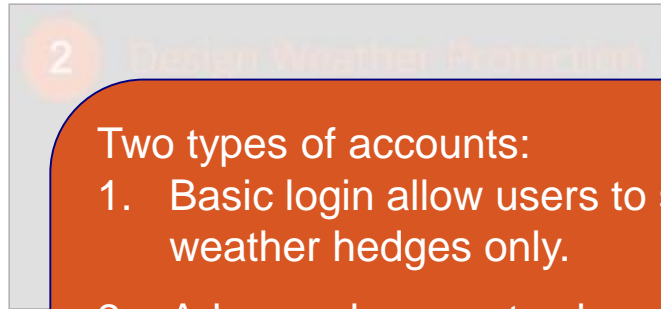 2 Design Weather Protection
Two types of accounts:
1. Basic login allow users to
weather hedges only.